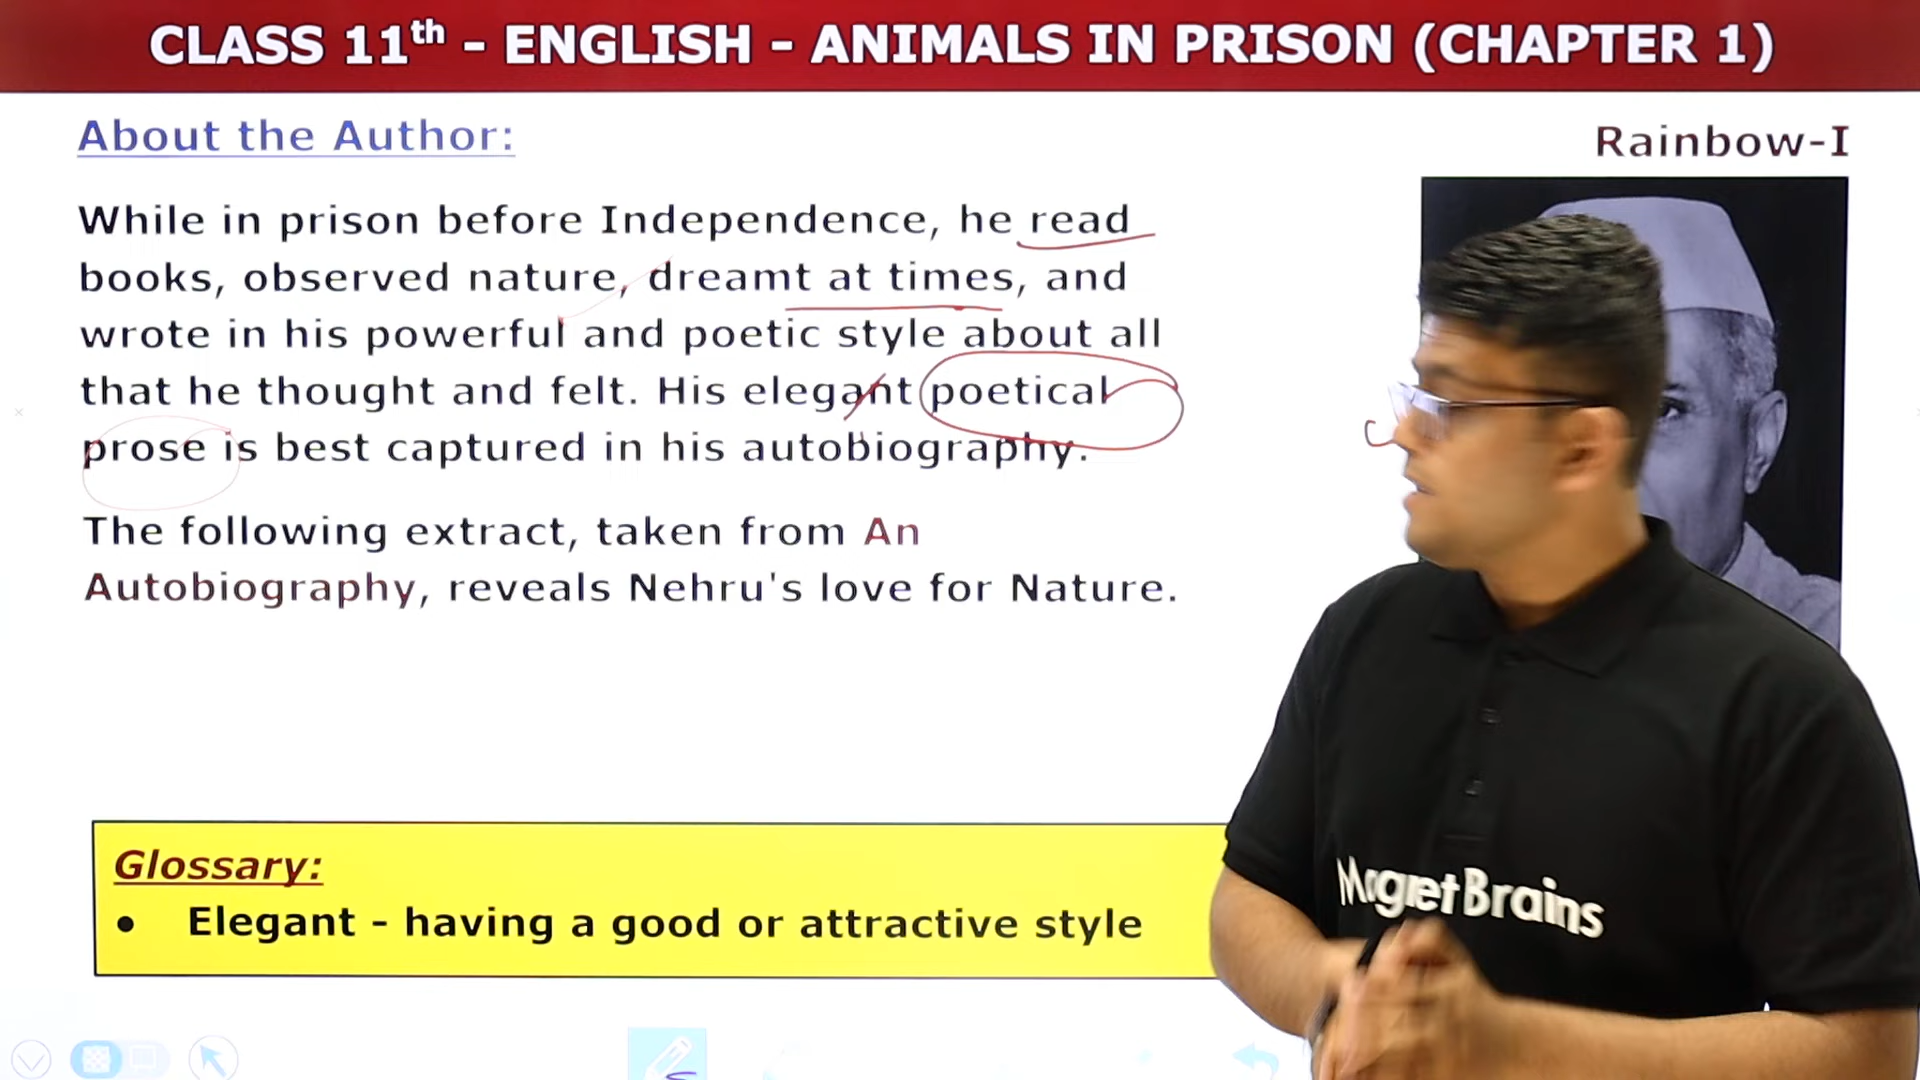 CLASS 11th - ENGLISH - ANIMALS IN PRISON (CHAPTER 1)
About the Author:
Rainbow-I
While in prison before Independence, he read
books, observed nature, dreamt at times, and
wrote in his powerful and poetic style about all
that he thought and felt. His elegant poetical
prose is best captured in his autobiography.
The following extract, taken from An
Autobiography, reveals Nehru's love for Nature.
Glossary:
• Elegant - having a good or attractive style
Magnet Brains